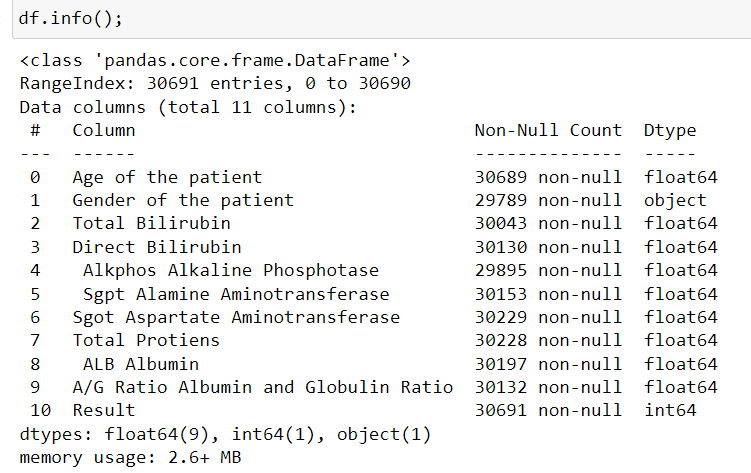 df.info();
<class 'pandas.core.frame.DataFrame'>
RangeIndex: 30691 entries, 0 to 30690
Data columns (total 11 columns):
 #   Column                                Non-Null Count  Dtype
---  ------                                --------------  -----
 0   Age of the patient                    30689 non-null  float64
 1   Gender of the patient                 29789 non-null  object
 2   Total Bilirubin                       30043 non-null  float64
 3   Direct Bilirubin                      30130 non-null  float64
 4    Alkphos Alkaline Phosphotase         29895 non-null  float64
 5    Sgpt Alamine Aminotransferase        30153 non-null  float64
 6   Sgot Aspartate Aminotransferase       30229 non-null  float64
 7   Total Protiens                        30228 non-null  float64
 8    ALB Albumin                          30197 non-null  float64
 9   A/G Ratio Albumin and Globulin Ratio  30132 non-null  float64
 10  Result                                30691 non-null  int64
dtypes: float64(9), int64(1), object(1)
memory usage: 2.6+ MB